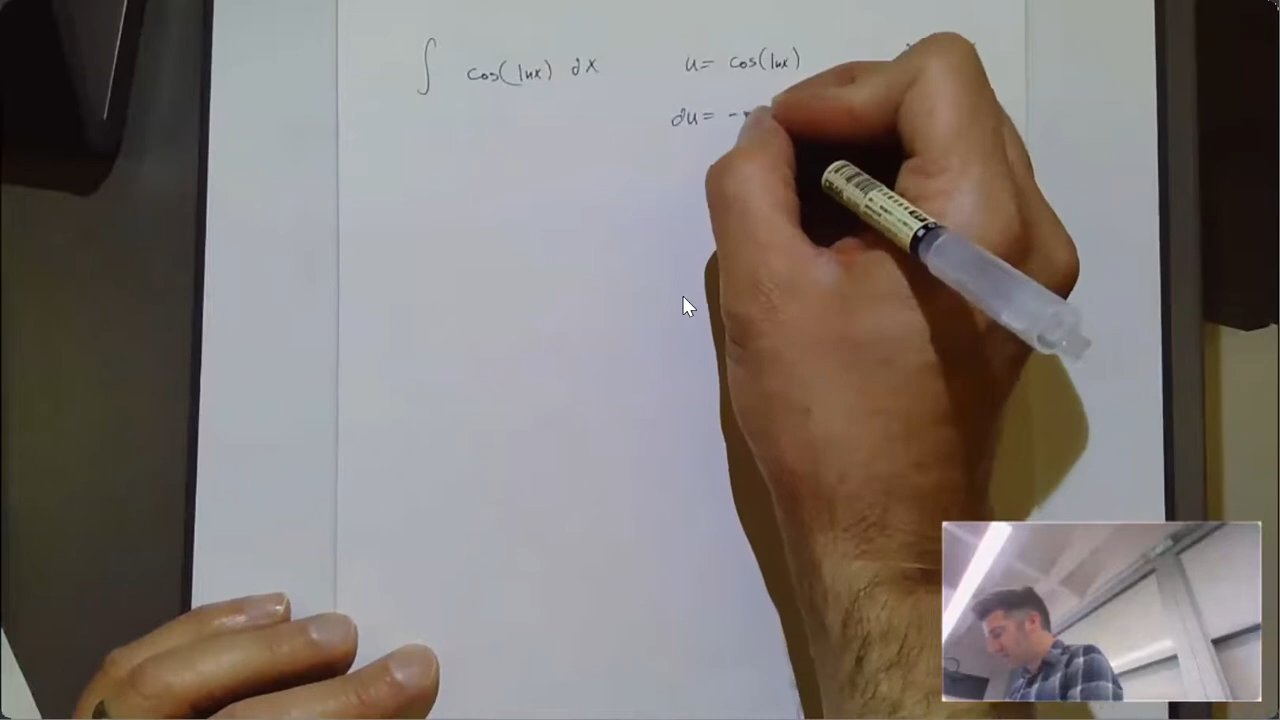 ∫ cos(lnx) dx
u= cos(lnx)
du= -